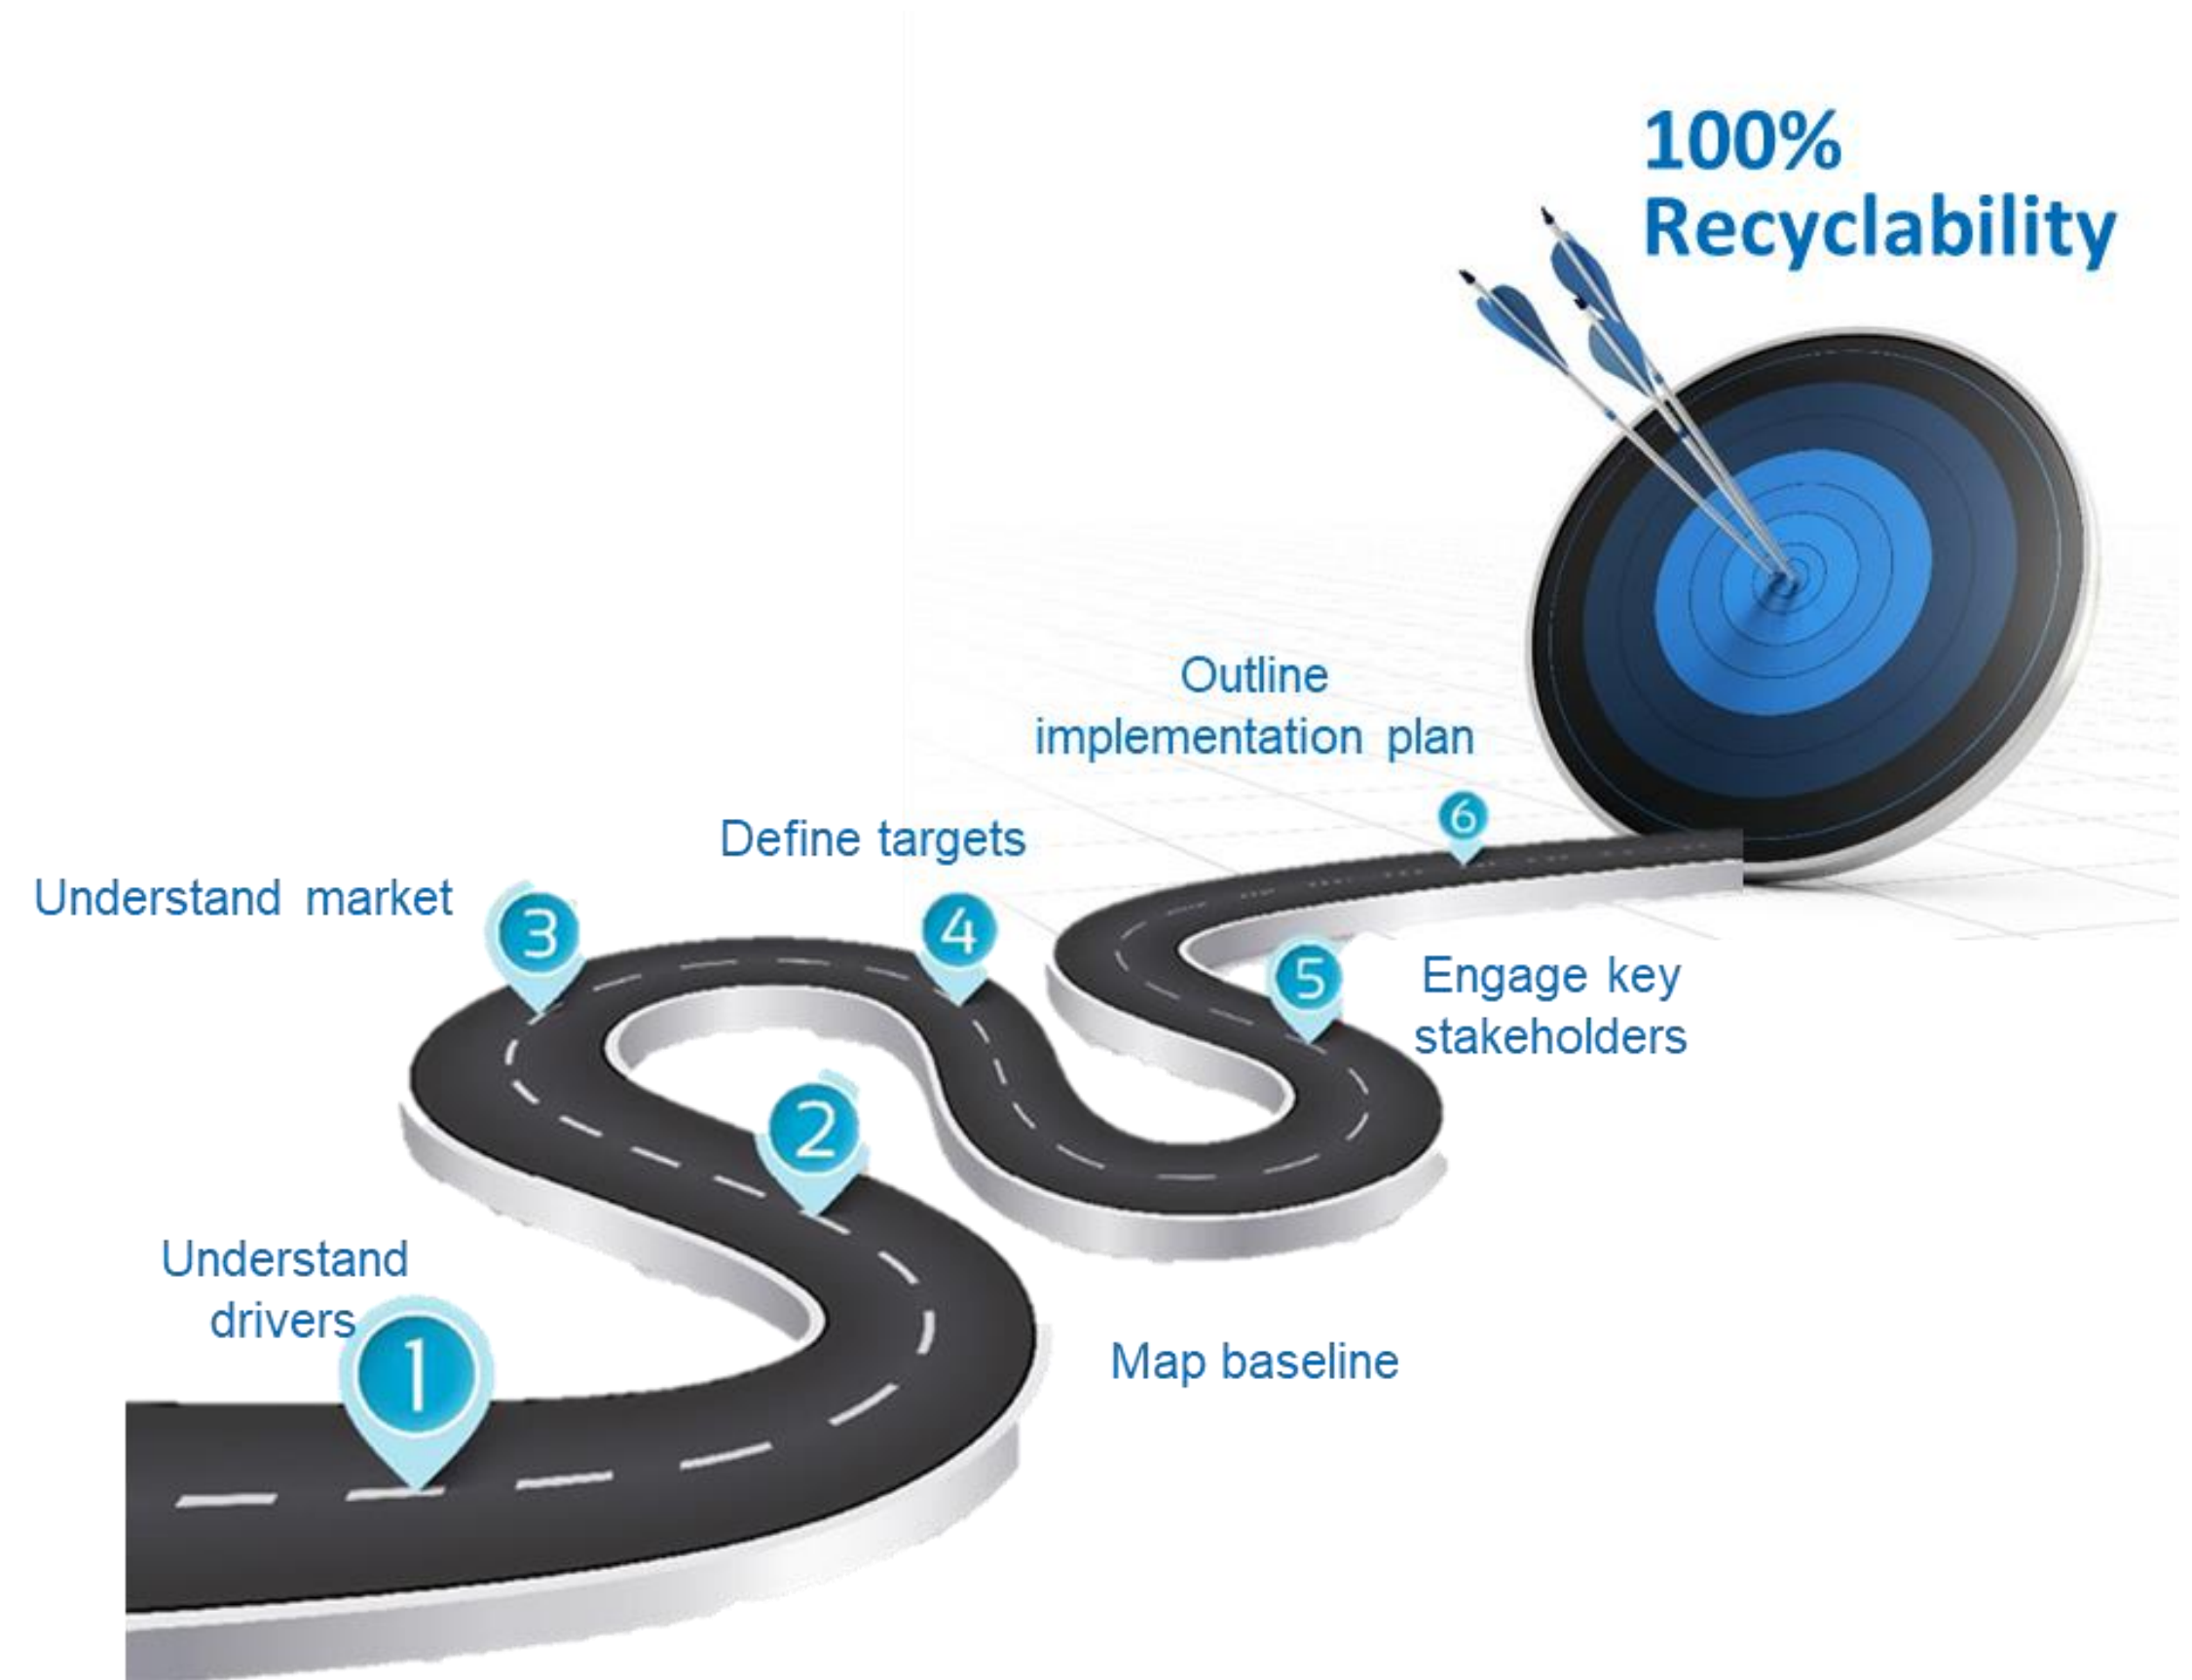 100%
Recyclability
Outline
implementation plan
6
Define targets
Understand market
3
4
5
Engage key
stakeholders
2
Understand
drivers
1
Map baseline